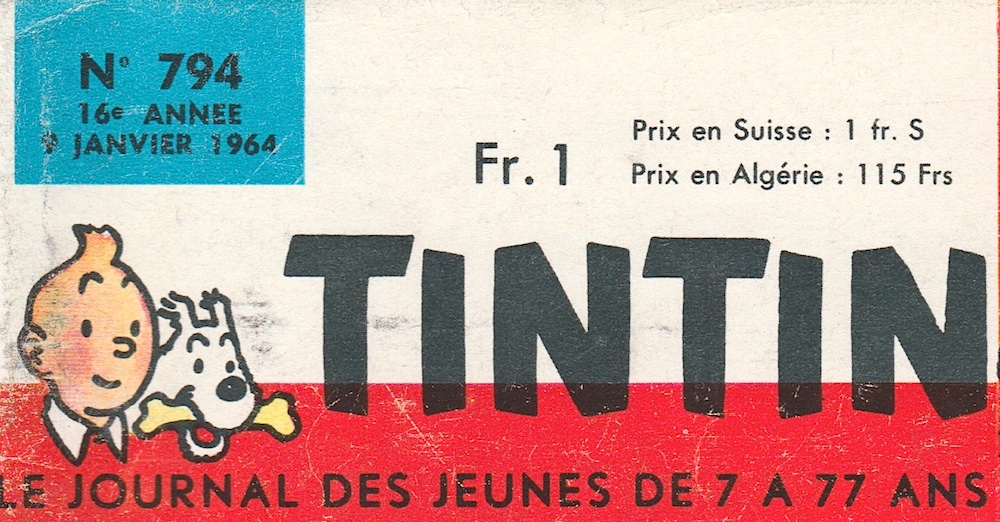 N° 794
16e ANNEE
9 JANVIER 1964
Fr. 1
Prix en Suisse : 1 fr. S
Prix en Algérie : 115 Frs
TINTIN
LE JOURNAL DES JEUNES DE 7 A 77 ANS